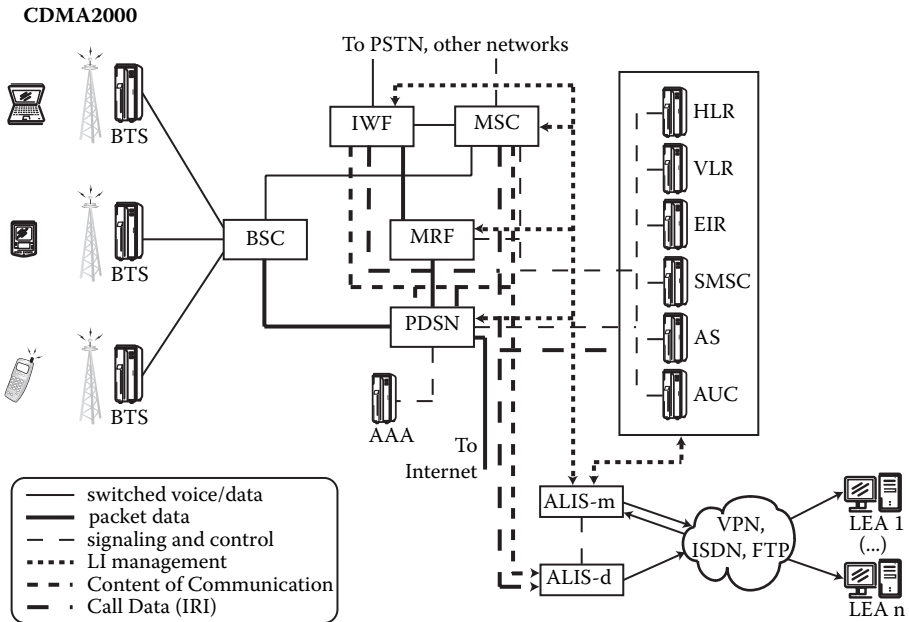 CDMA2000
To PSTN, other networks
IWF
MSC
HLR
BTS
VLR
BSC
MRF
EIR
BTS
SMSC
PDSN
AS
BTS
AAA
AUC
To
Internet
switched voice/data
packet data
signaling and control
LI management
Content of Communication
Call Data (IRI)
ALIS-m
ALIS-d
VPN,
ISDN, FTP
LEA 1
(...)
LEA n